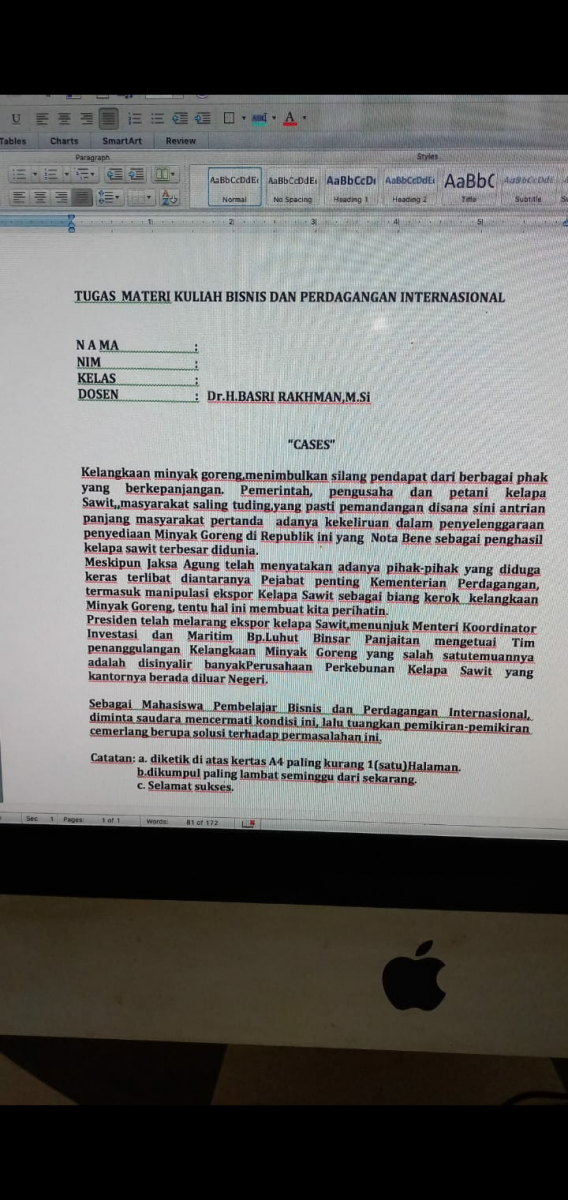 U
Tables Charts SmartArt Review
Paragraph Styles
AaBbCcDdEe AaBbCcDdEe AaBbCcDe AaBbCcDdEe AaBbC AaBbCcDdE
Normal No Spacing Heading 1 Heading 2 Title Subtitle
1 2 3 4 5
TUGAS MATERI KULIAH BISNIS DAN PERDAGANGAN INTERNASIONAL
N A M A :
NIM :
KELAS :
DOSEN : Dr.H.BASRI RAKHMAN,M.Si
"CASES"
Kelangkaan minyak goreng,menimbulkan silang pendapat dari berbagai phak
yang berkepanjangan. Pemerintah, pengusaha dan petani kelapa
Sawit,,masyarakat saling tuding,yang pasti pemandangan disana sini antrian
panjang masyarakat pertanda adanya kekeliruan dalam penyelenggaraan
penyediaan Minyak Goreng di Republik ini yang Nota Bene sebagai penghasil
kelapa sawit terbesar didunia.
Meskipun Jaksa Agung telah menyatakan adanya pihak-pihak yang diduga
keras terlibat diantaranya Pejabat penting Kementerian Perdagangan,
termasuk manipulasi ekspor Kelapa Sawit sebagai biang kerok kelangkaan
Minyak Goreng, tentu hal ini membuat kita perihatin.
Presiden telah melarang ekspor kelapa Sawit,menunjuk Menteri Koordinator
Investasi dan Maritim Bp.Luhut Binsar Panjaitan mengetuai Tim
penanggulangan Kelangkaan Minyak Goreng yang salah satutemuannya
adalah disinyalir banyakPerusahaan Perkebunan Kelapa Sawit yang
kantornya berada diluar Negeri.
Sebagai Mahasiswa Pembelajar Bisnis dan Perdagangan Internasional,
diminta saudara mencermati kondisi ini, lalu tuangkan pemikiran-pemikiran
cemerlang berupa solusi terhadap permasalahan ini.
Catatan: a. diketik di atas kertas A4 paling kurang 1(satu)Halaman.
b.dikumpul paling lambat seminggu dari sekarang.
c. Selamat sukses.
Sec 1 Pages: 1 of 1 Words: 81 of 172